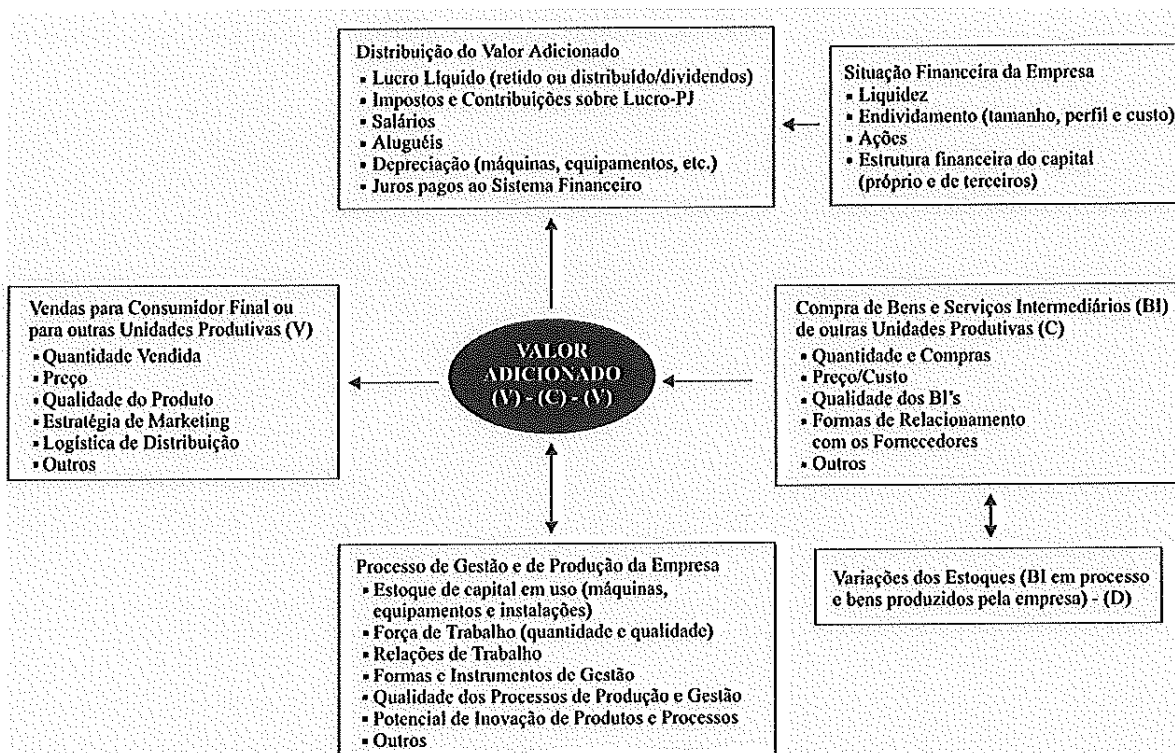 Distribuição do Valor Adicionado
▪ Lucro Líquido (retido ou distribuído/dividendos)
▪ Impostos e Contribuições sobre Lucro-PJ
▪ Salários
▪ Aluguéis
▪ Depreciação (máquinas, equipamentos, etc.)
▪ Juros pagos ao Sistema Financeiro
Situação Financeira da Empresa
▪ Liquidez
▪ Endividamento (tamanho, perfil e custo)
▪ Ações
▪ Estrutura financeira do capital
(próprio e de terceiros)
Vendas para Consumidor Final ou
para outras Unidades Produtivas (V)
▪ Quantidade Vendida
▪ Preço
▪ Qualidade do Produto
▪ Estratégia de Marketing
▪ Logística de Distribuição
▪ Outros
VALOR
ADICIONADO
(V) - (C) - (V)
Compra de Bens e Serviços Intermediários (BI)
de outras Unidades Produtivas (C)
▪ Quantidade e Compras
▪ Preço/Custo
▪ Qualidade dos BI's
▪ Formas de Relacionamento
com os Fornecedores
▪ Outros
Processo de Gestão e de Produção da Empresa
▪ Estoque de capital em uso (máquinas,
equipamentos e instalações)
▪ Força de Trabalho (quantidade e qualidade)
▪ Relações de Trabalho
▪ Formas e Instrumentos de Gestão
▪ Qualidade dos Processos de Produção e Gestão
▪ Potencial de Inovação de Produtos e Processos
▪ Outros
Variações dos Estoques (BI em processo
e bens produzidos pela empresa) - (D)